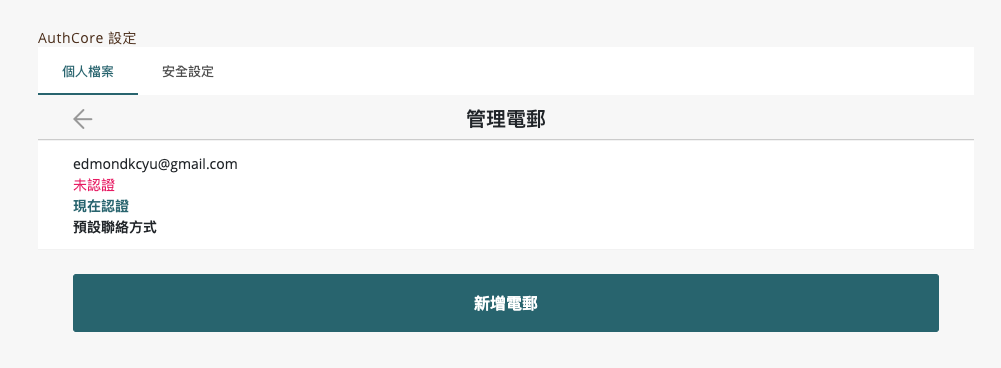 AuthCore 設定
個人檔案 安全設定
管理電郵
edmondkcyu@gmail.com
未認證
現在認證
預設聯絡方式
新增電郵